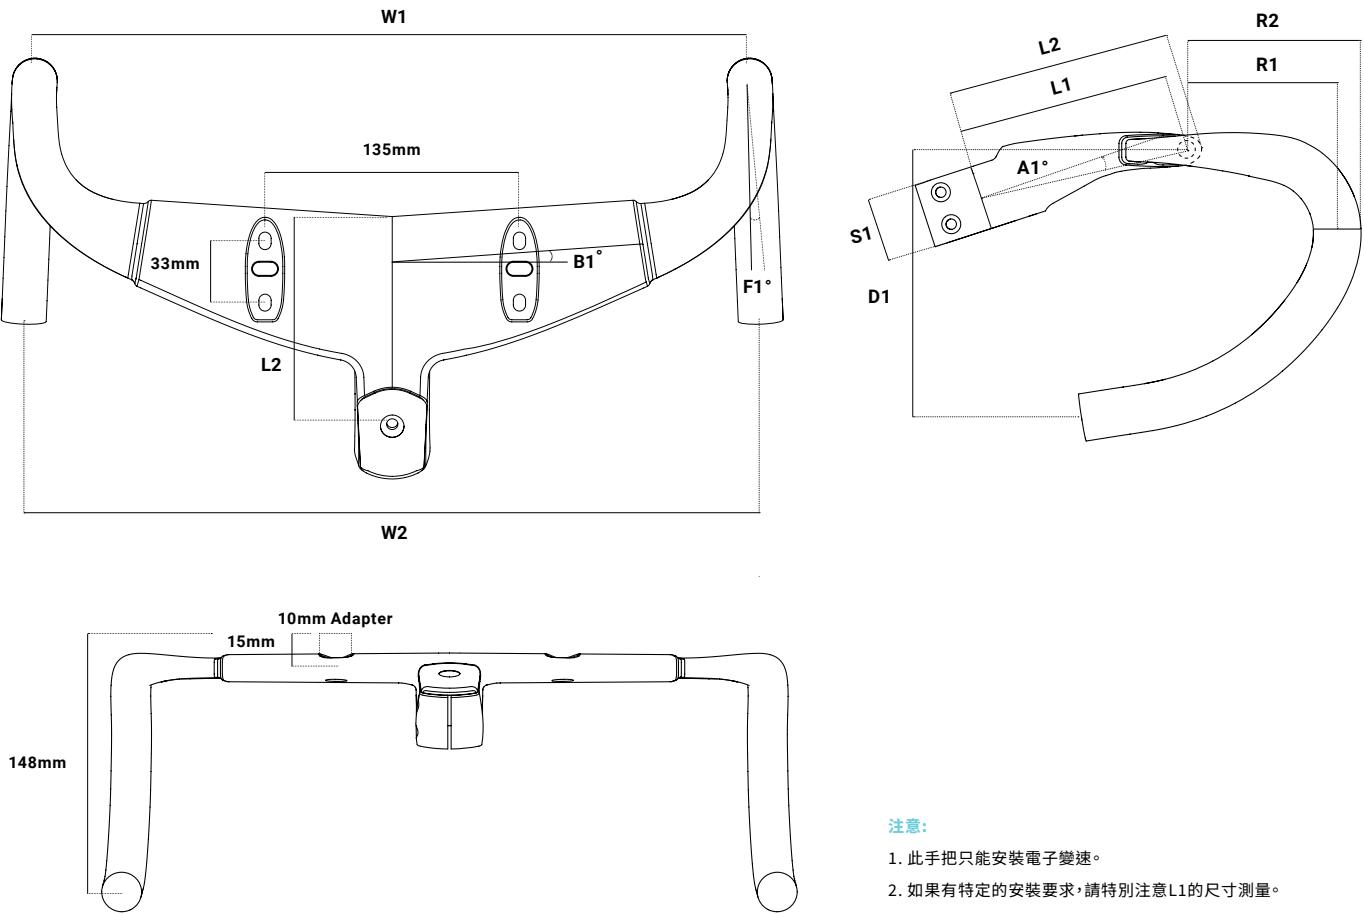 W1
135mm
33mm
B1°
F1°
L2
W2
R2
L2
R1
L1
A1°
S1
D1
10mm Adapter
15mm
148mm
注意:
1. 此手把只能安裝電子變速。
2. 如果有特定的安裝要求,請特別注意L1的尺寸測量。